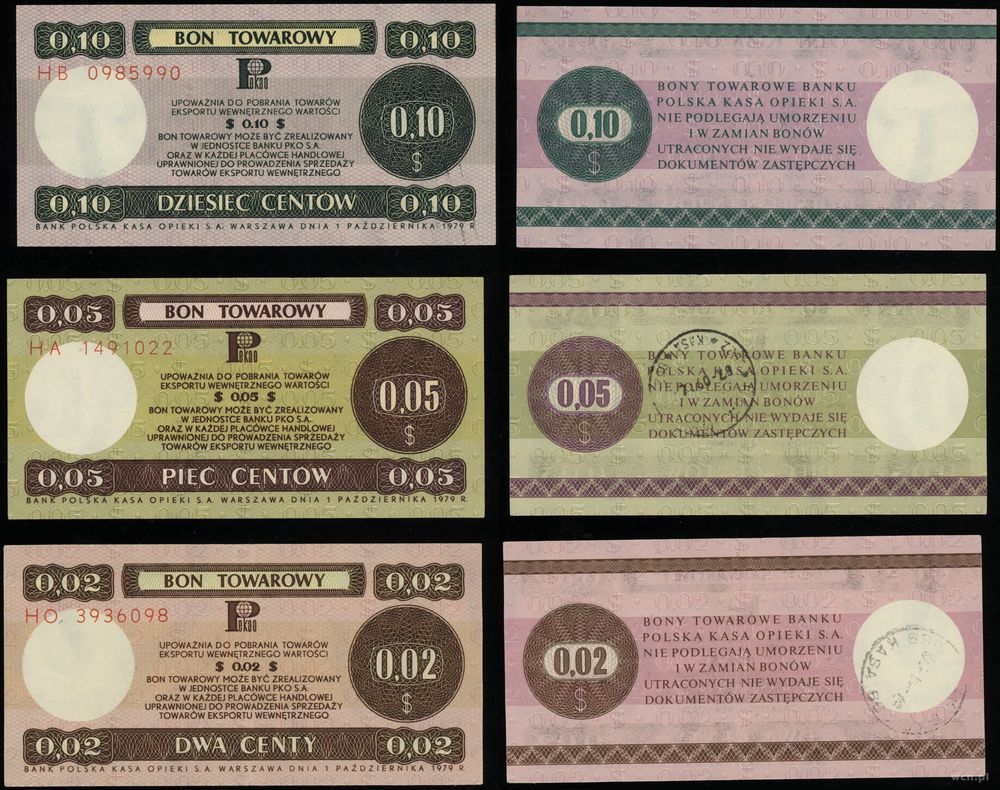 0,10 BON TOWAROWY 0,10
HB 0985990
Pekao
UPOWAŻNIA DO POBRANIA TOWARÓW
EKSPORTU WEWNĘTRZNEGO WARTOŚCI
$ 0.10 $
BON TOWAROWY MOŻE BYĆ ZREALIZOWANY
W JEDNOSTCE BANKU PKO S.A.
ORAZ W KAŻDEJ PLACÓWCE HANDLOWEJ
UPRAWNIONEJ DO PROWADZENIA SPRZEDAŻY
TOWARÓW EKSPORTU WEWNĘTRZNEGO
0,10
$
0,10 DZIESIĘĆ CENTÓW 0,10
BANK POLSKA KASA OPIEKI S.A. WARSZAWA DNIA 1 PAŹDZIERNIKA 1979 R
0,10
$
BONY TOWAROWE BANKU
POLSKA KASA OPIEKI S.A.
NIE PODLEGAJĄ UMORZENIU
I W ZAMIAN BONÓW
UTRACONYCH NIE WYDAJE SIĘ
DOKUMENTÓW ZASTĘPCZYCH
0,05 BON TOWAROWY 0,05
HA 1491022
Pekao
UPOWAŻNIA DO POBRANIA TOWARÓW
EKSPORTU WEWNĘTRZNEGO WARTOŚCI
$ 0.05 $
BON TOWAROWY MOŻE BYĆ ZREALIZOWANY
W JEDNOSTCE BANKU PKO S.A.
ORAZ W KAŻDEJ PLACÓWCE HANDLOWEJ
UPRAWNIONEJ DO PROWADZENIA SPRZEDAŻY
TOWARÓW EKSPORTU WEWNĘTRZNEGO
0,05
$
0,05 PIĘĆ CENTÓW 0,05
BANK POLSKA KASA OPIEKI S.A. WARSZAWA DNIA 1 PAŹDZIERNIKA 1979 R.
0,05
$
BONY TOWAROWE BANKU
POLSKA KASA OPIEKI S.A.
NIE PODLEGAJĄ UMORZENIU
I W ZAMIAN BONÓW
UTRACONYCH NIE WYDAJE SIĘ
DOKUMENTÓW ZASTĘPCZYCH
KASA
0,02 BON TOWAROWY 0,02
HO 3936098
Pekao
UPOWAŻNIA DO POBRANIA TOWARÓW
EKSPORTU WEWNĘTRZNEGO WARTOŚCI
$ 0.02 $
BON TOWAROWY MOŻE BYĆ ZREALIZOWANY
W JEDNOSTCE BANKU PKO S.A.
ORAZ W KAŻDEJ PLACÓWCE HANDLOWEJ
UPRAWNIONEJ DO PROWADZENIA SPRZEDAŻY
TOWARÓW EKSPORTU WEWNĘTRZNEGO
0,02
$
0,02 DWA CENTY 0,02
BANK POLSKA KASA OPIEKI S.A. WARSZAWA DNIA 1 PAŹDZIERNIKA 1979 R.
0,02
$
BONY TOWAROWE BANKU
POLSKA KASA OPIEKI S.A.
NIE PODLEGAJĄ UMORZENIU
I W ZAMIAN BONÓW
UTRACONYCH NIE WYDAJE SIĘ
DOKUMENTÓW ZASTĘPCZYCH
KASA
wcn.pl